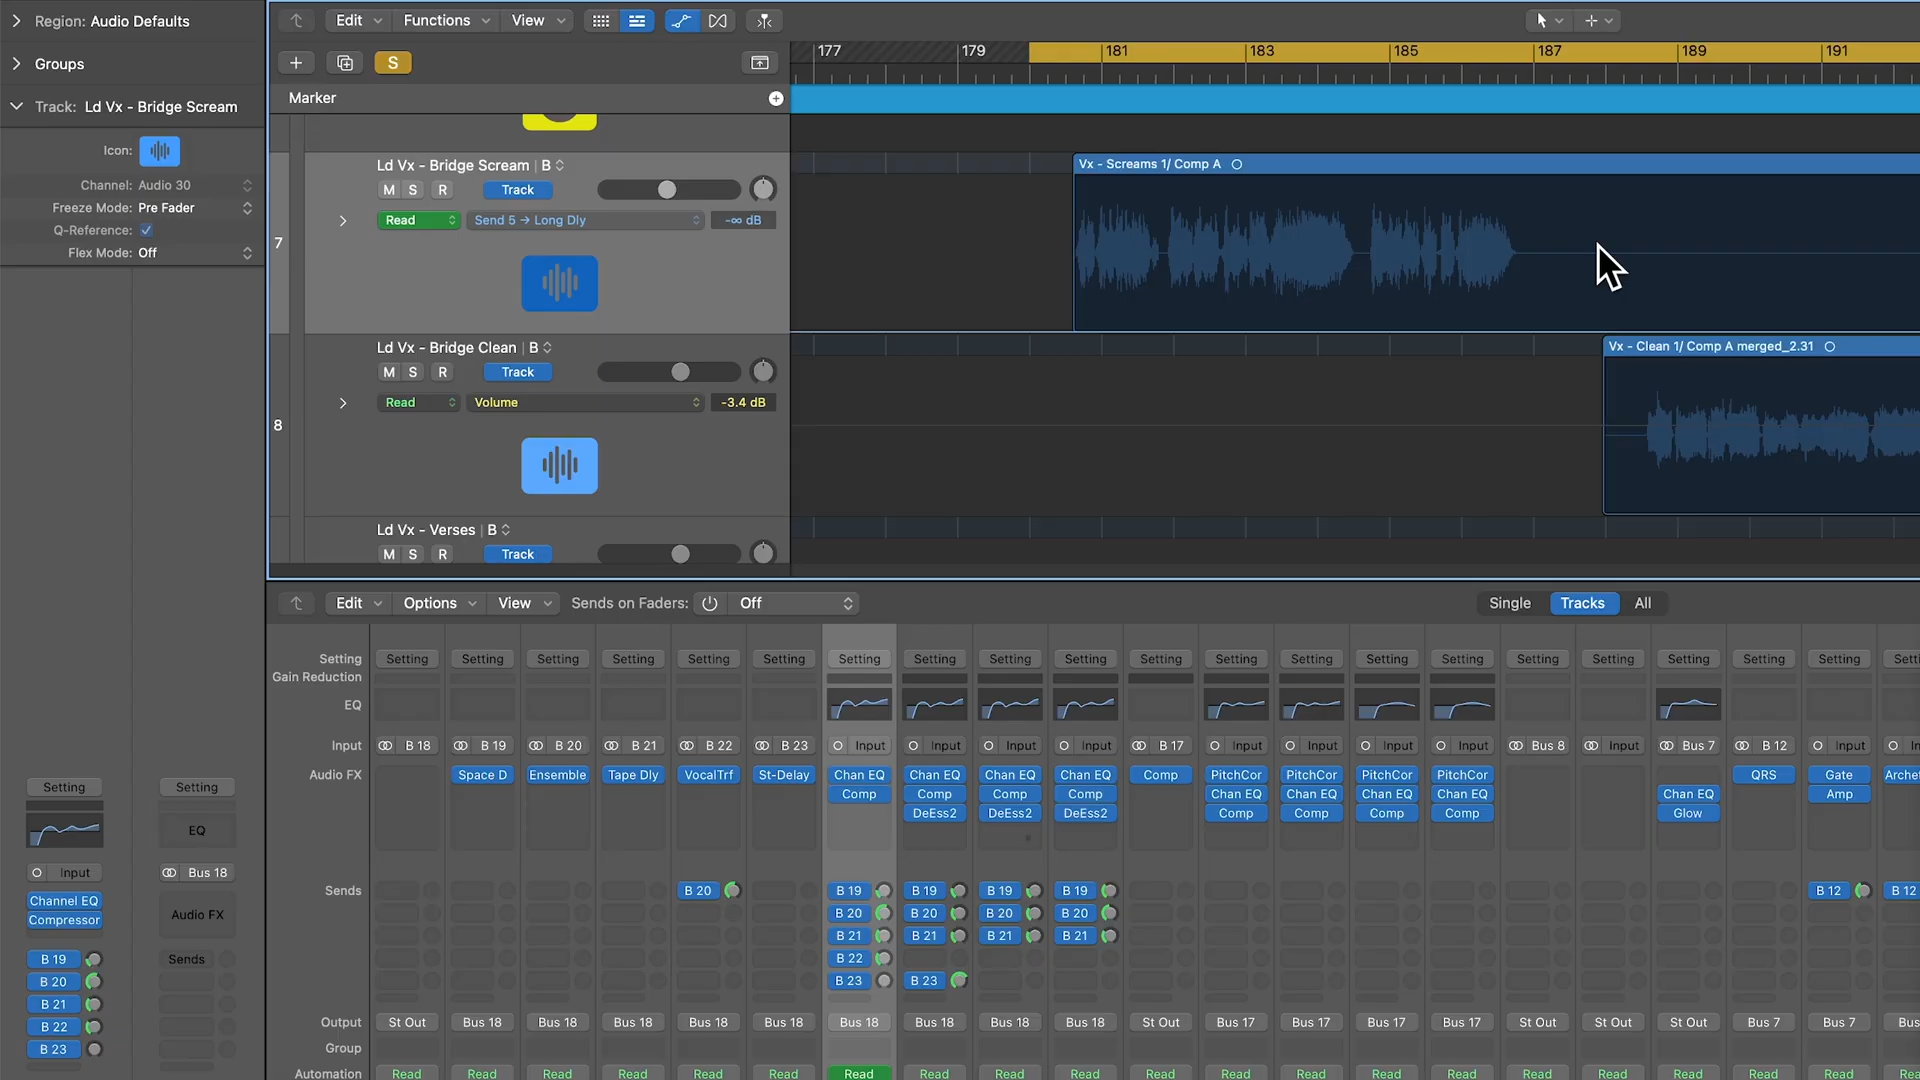 Region: Audio Defaults
Groups
Track: Ld Vx - Bridge Scream
Icon:
Channel: Audio 30
Freeze Mode: Pre Fader
Q-Reference:
Flex Mode: Off
Edit Functions View
S
Marker
177 179 181 183 185 187 189 191
7
Ld Vx - Bridge Scream | B
M S R Track
Read Send 5 → Long Dly -∞ dB
Vx - Screams 1/ Comp A
8
Ld Vx - Bridge Clean | B
M S R Track
Read Volume -3.4 dB
Vx - Clean 1/ Comp A merged_2.31
Ld Vx - Verses | B
M S R Track
Edit Options View Sends on Faders: Off Single Tracks All
Setting Setting Setting Setting Setting Setting Setting Setting Setting Setting Setting Setting Setting Setting Setting Setting Setting Setting Setting Setting Setting Setti
Gain Reduction
EQ
Input B 18 B 19 B 20 B 21 B 22 B 23 Input Input Input Input B 17 Input Input Input Input Bus 8 Input Bus 7 B 12 Input In
Audio FX Space D Ensemble Tape Dly VocalTrf St-Delay Chan EQ Chan EQ Chan EQ Chan EQ Comp PitchCor PitchCor PitchCor PitchCor QRS Gate Archet
Comp Comp Comp Comp Chan EQ Chan EQ Chan EQ Chan EQ Chan EQ Amp
DeEss2 DeEss2 DeEss2 Comp Comp Comp Comp Glow
Sends B 20 B 19 B 19 B 19 B 19 B 12 B 12
B 20 B 20 B 20 B 20
B 21 B 21 B 21 B 21
B 22
B 23 B 23
Output St Out Bus 18 Bus 18 Bus 18 Bus 18 Bus 18 Bus 18 Bus 18 Bus 18 Bus 18 St Out Bus 17 Bus 17 Bus 17 Bus 17 St Out St Out St Out Bus 7 Bus 7 Bus
Group
Automation Read Read Read Read Read Read Read Read Read Read Read Read Read Read Read Read Read Read Read Read Rea
Setting Setting
EQ
Input Bus 18
Channel EQ
Compressor
Audio FX
B 19 Sends
B 20
B 21
B 22
B 23